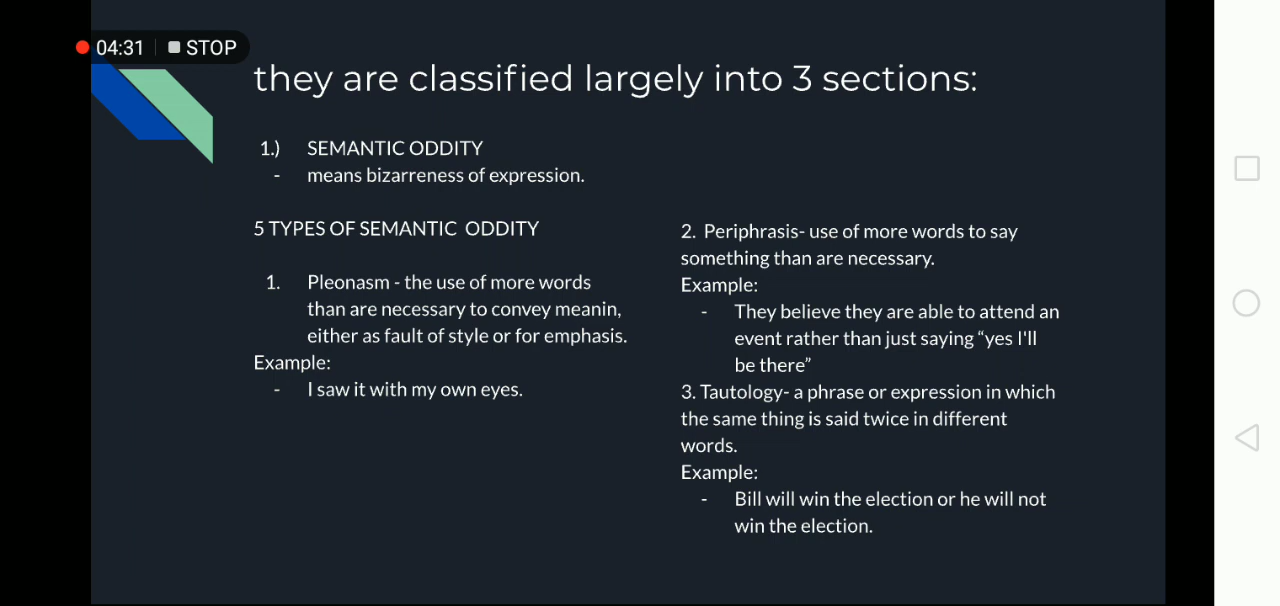 04:31 STOP
they are classified largely into 3 sections:
1.) SEMANTIC ODDITY
- means bizarreness of expression.
5 TYPES OF SEMANTIC ODDITY
1. Pleonasm - the use of more words
than are necessary to convey meanin,
either as fault of style or for emphasis.
Example:
- I saw it with my own eyes.
2. Periphrasis- use of more words to say
something than are necessary.
Example:
- They believe they are able to attend an
event rather than just saying “yes I'll
be there”
3. Tautology- a phrase or expression in which
the same thing is said twice in different
words.
Example:
- Bill will win the election or he will not
win the election.